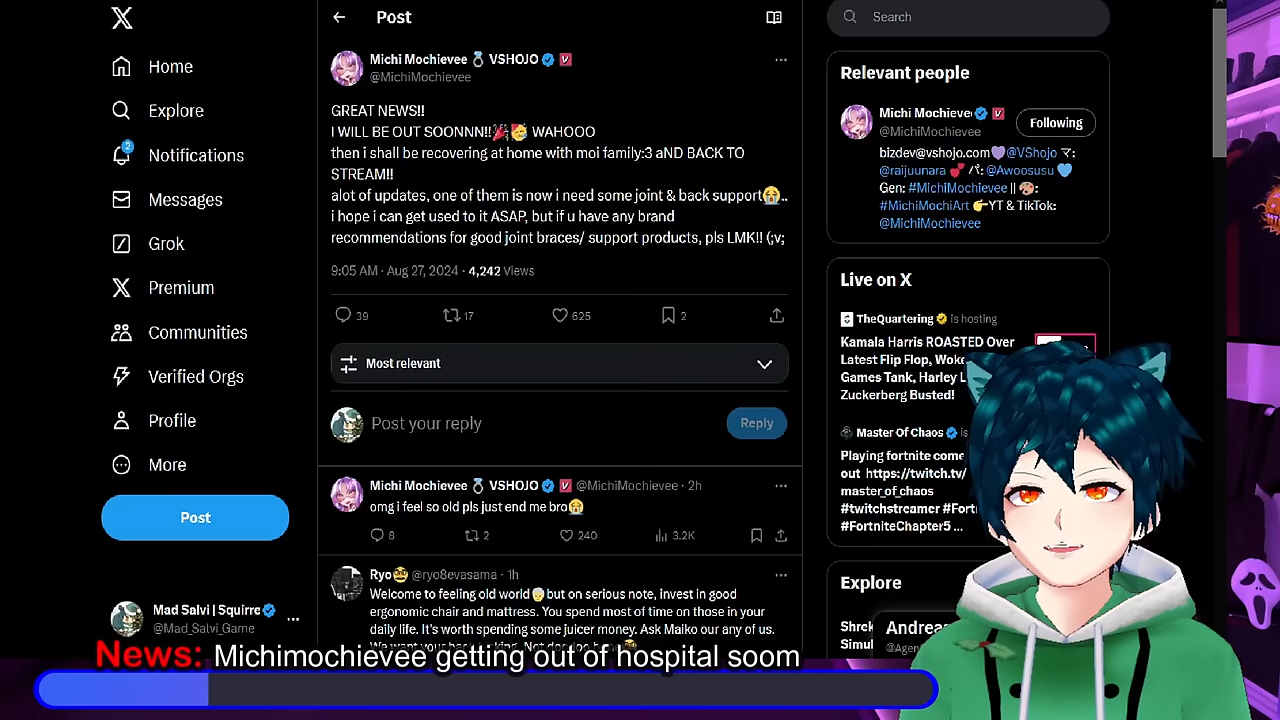 Home
Explore
2
Notifications
Messages
Grok
Premium
Communities
Verified Orgs
Profile
More
Post
Mad Salvi | Squirre
@Mad_Salvi_Game
Post
Michi Mochievee 💍 VSHOJO
@MichiMochievee
GREAT NEWS!!
I WILL BE OUT SOONNN!!🎉🥳 WAHOOO
then i shall be recovering at home with moi family:3 aND BACK TO
STREAM!!
alot of updates, one of them is now i need some joint & back support😭..
i hope i can get used to it ASAP, but if u have any brand
recommendations for good joint braces/ support products, pls LMK!! (;v;
9:05 AM · Aug 27, 2024 · 4,242 Views
39
17
625
2
Most relevant
Post your reply
Reply
Michi Mochievee 💍 VSHOJO @MichiMochievee · 2h
omg i feel so old pls just end me bro😭
8
2
240
3.2K
Ryo🤓 @ryo8evasama · 1h
Welcome to feeling old world👴but on serious note, invest in good
ergonomic chair and mattress. You spend most of time on those in your
daily life. It's worth spending some juicer money. Ask Maiko our any of us.
Search
Relevant people
Michi Mochieve
@MichiMochievee
Following
bizdev@vshojo.com💜@VShojo マ:
@raijuunara 💕 パ: @Awoosusu 💙
Gen: #MichiMochievee || 🎨:
#MichiMochiArt 👉YT & TikTok:
@MichiMochievee
Live on X
TheQuartering is hosting
Kamala Harris ROASTED Over
Latest Flip Flop, Woke
Games Tank, Harley
Zuckerberg Busted!
Master Of Chaos is
Playing fortnite come
out https://twitch.tv/
master_of_chaos
#twitchstreamer #Fort
#FortniteChapter5 ...
Explore
Shrek
Simul
Andrea
@Agen
News: Michimochievee getting out of hospital soom